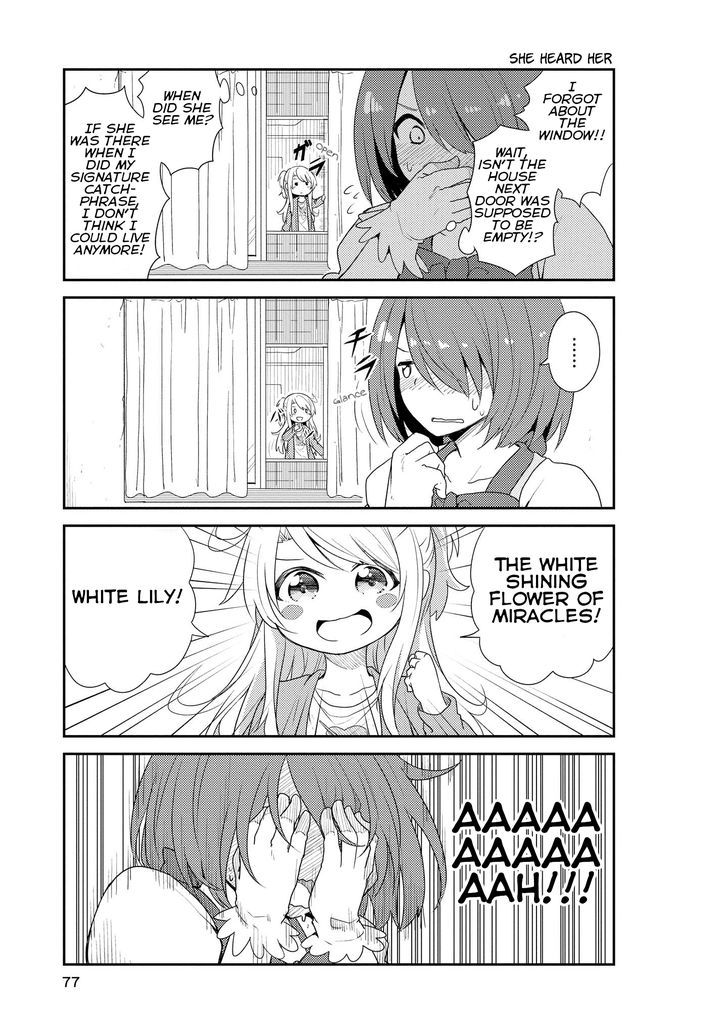 SHE HEARD HER
I
FORGOT
ABOUT
THE
WINDOW!!
WAIT,
ISN'T THE
HOUSE
NEXT
DOOR WAS
SUPPOSED
TO BE
EMPTY!?
ガ
Open
WHEN
DID SHE
SEE ME?
IF SHE
WAS THERE
WHEN I
DID MY
SIGNATURE
CATCH-
PHRASE,
I DON'T
THINK I
COULD LIVE
ANYMORE!
.......
Glance
THE WHITE
SHINING
FLOWER OF
MIRACLES!
WHITE LILY!
AAAAA
AAAAA
AAH!!!
77